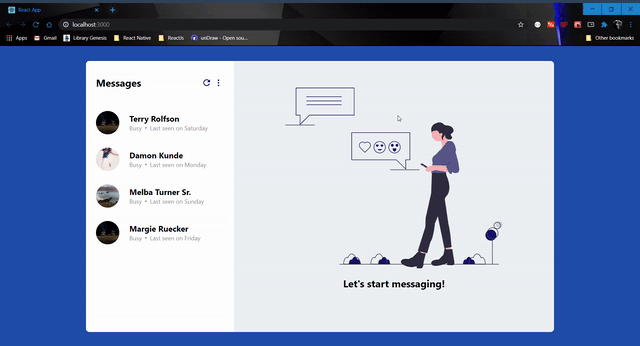 React App
localhost:3000
Apps
Gmail
Library Genesis
React Native
ReactJs
unDraw - Open sou...
Other bookmarks
Messages
Terry Rolfson
Busy • Last seen on Saturday
Damon Kunde
Busy • Last seen on Monday
Melba Turner Sr.
Busy • Last seen on Sunday
Margie Ruecker
Busy • Last seen on Friday
Let's start messaging!